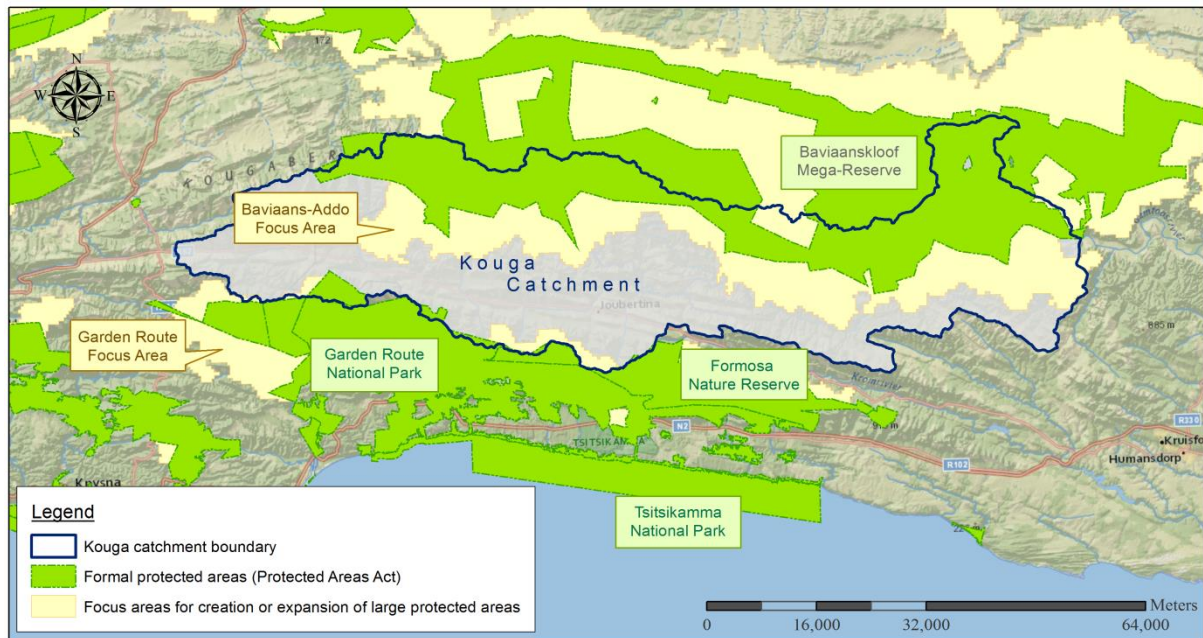 N
W E
S
KOUGABER
Baviaanskloof
Mega-Reserve
Baviaans-Addo
Focus Area
Kouga
Catchment
Joubertina
885 m
Garden Route
Focus Area
Garden Route
National Park
Formosa
Nature Reserve
Kromrivier
N2
TSITSIKAMMA
R330
Kruisfo
Humansdorp
R102
Knysna
Tsitsikamma
National Park
Legend
Kouga catchment boundary
Formal protected areas (Protected Areas Act)
Focus areas for creation or expansion of large protected areas
Meters
0 16,000 32,000 64,000